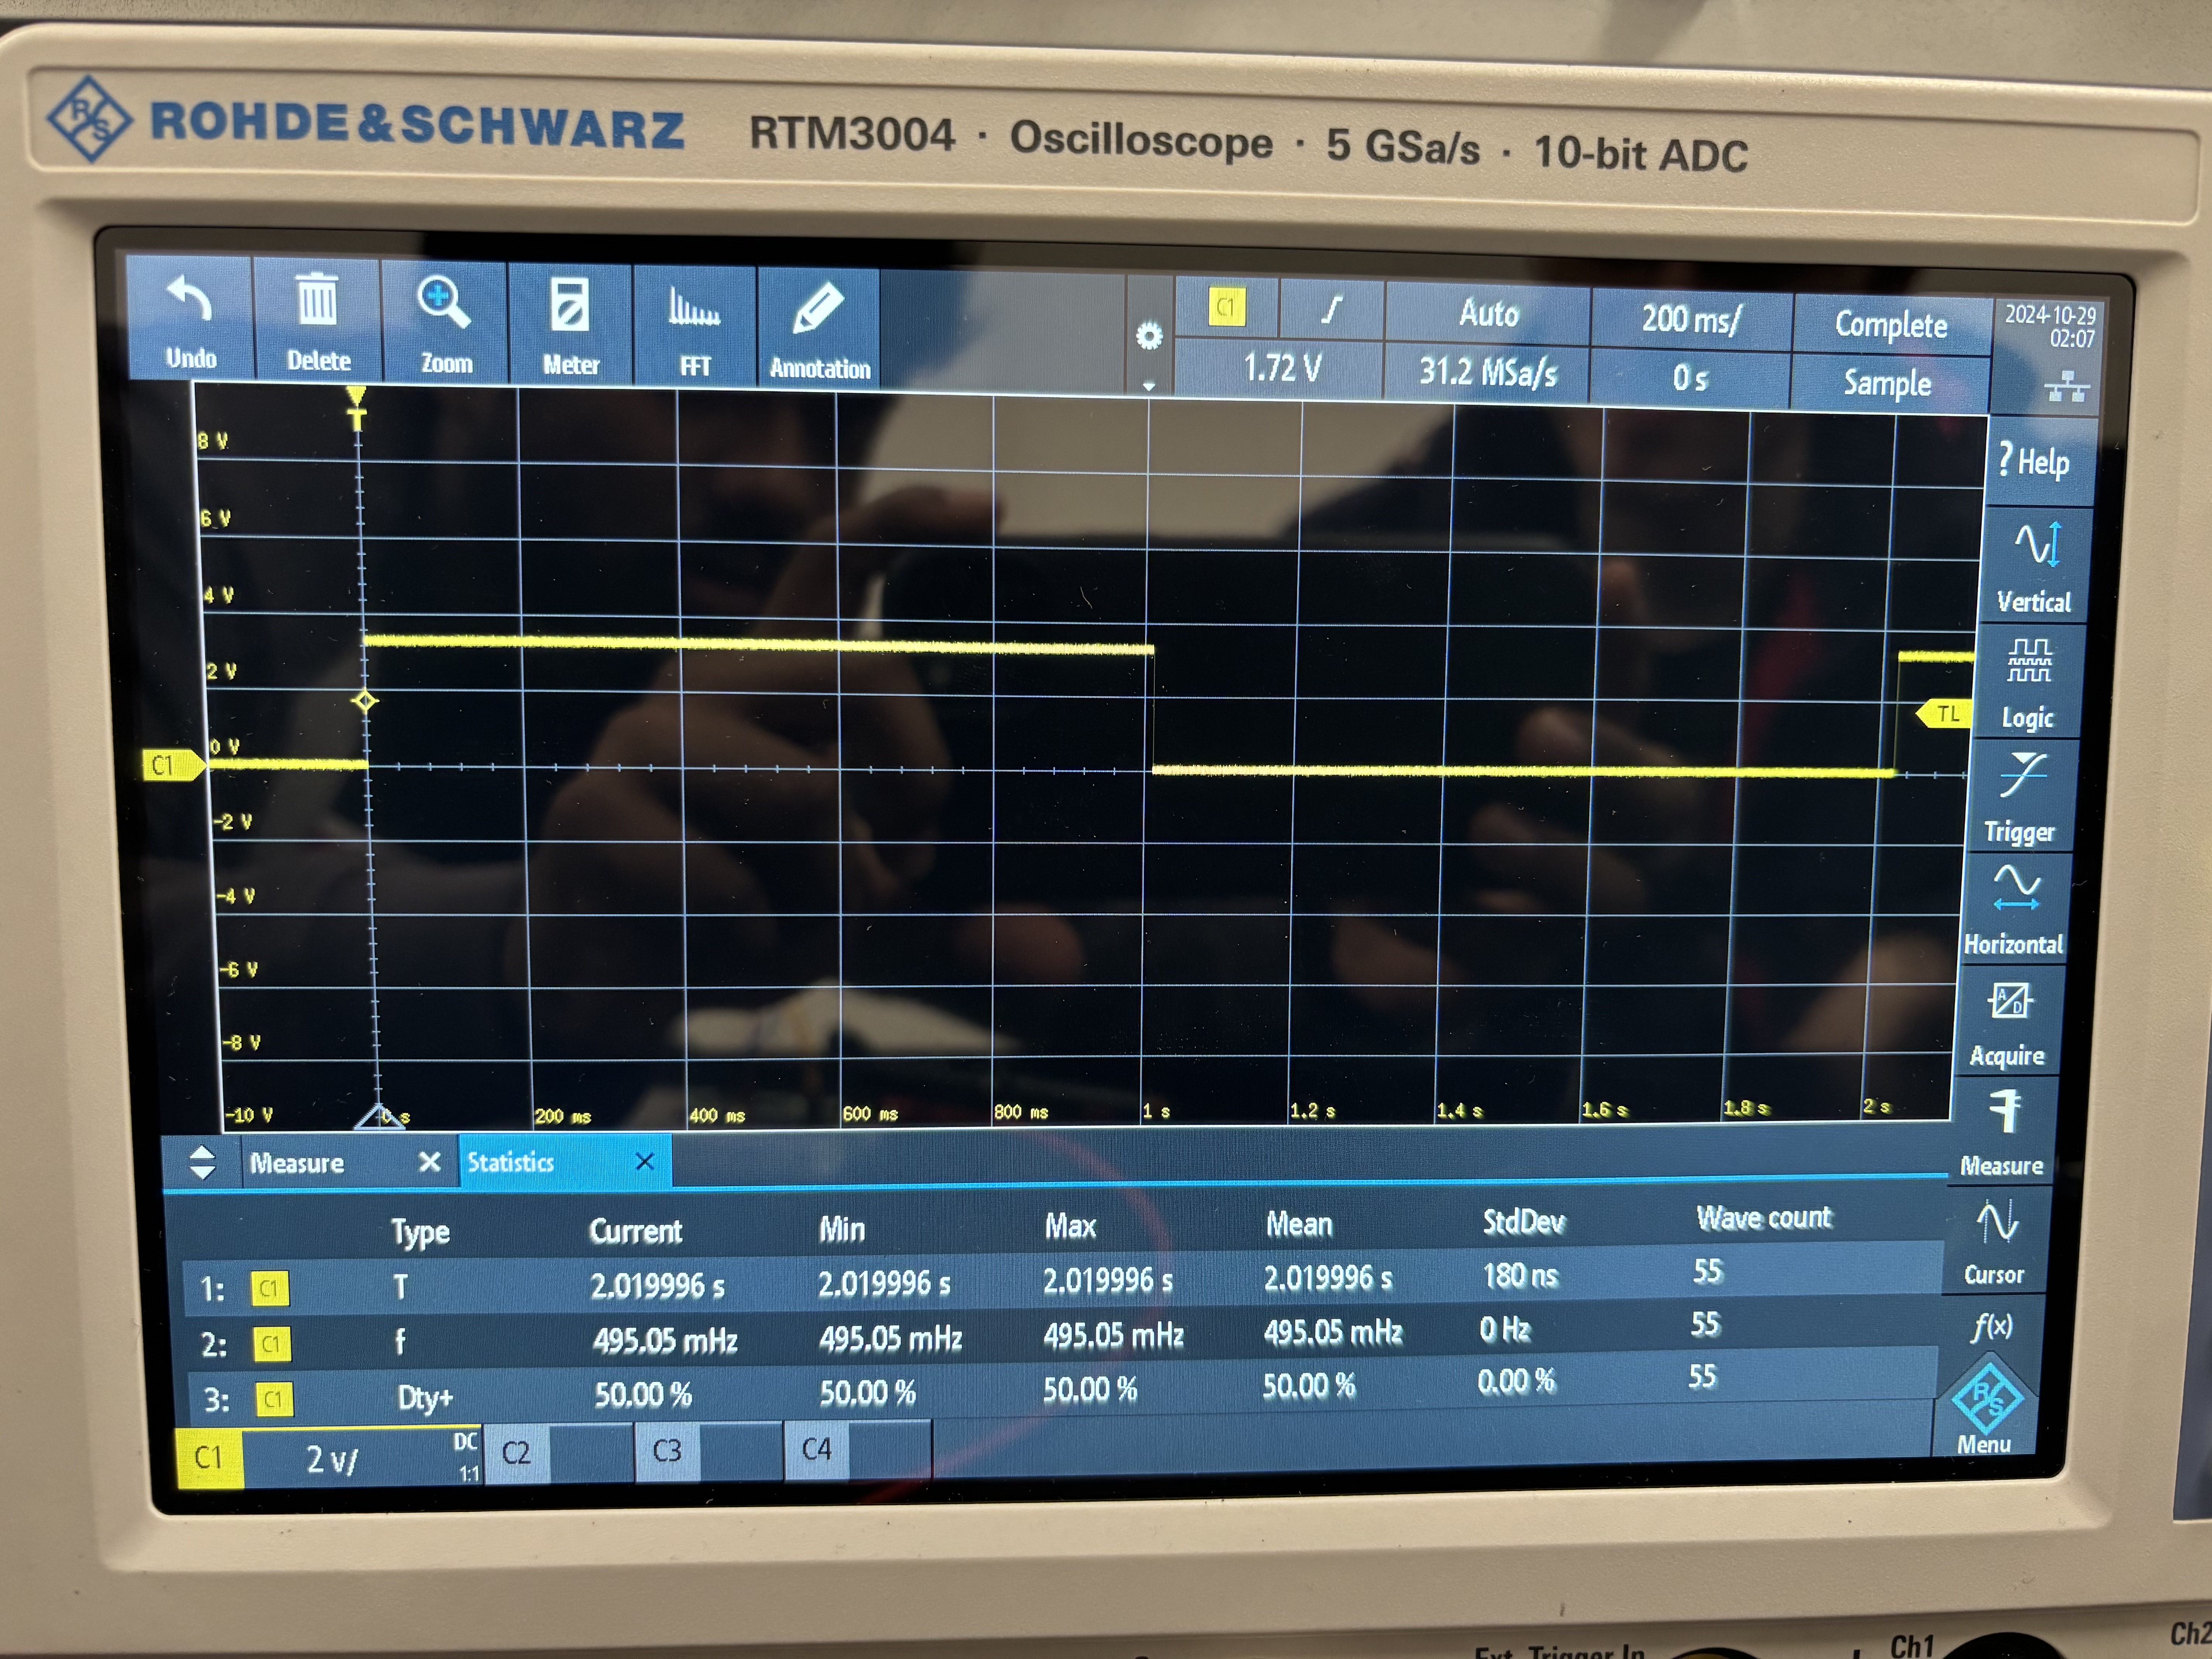 ROHDE&SCHWARZ RTM3004 · Oscilloscope · 5 GSa/s · 10-bit ADC
Undo Delete Zoom Meter FFT Annotation
C1 Auto 200 ms/ Complete
1.72 V 31.2 MSa/s 0 s Sample
2024-10-29
02:07
? Help
Vertical
Logic
Trigger
Horizontal
Acquire
Measure
Cursor
f(x)
Menu
T
8 V
6 V
4 V
2 V
TL
0 V
C1
-2 V
-4 V
-6 V
-8 V
-10 V 0 s 200 ms 400 ms 600 ms 800 ms 1 s 1.2 s 1.4 s 1.6 s 1.8 s 2 s
Measure Statistics
Type Current Min Max Mean StdDev Wave count
1: C1 T 2.019996 s 2.019996 s 2.019996 s 2.019996 s 180 ns 55
2: C1 f 495.05 mHz 495.05 mHz 495.05 mHz 495.05 mHz 0 Hz 55
3: C1 Dty+ 50.00 % 50.00 % 50.00 % 50.00 % 0.00 % 55
C1 2 V/ DC 1:1 C2 C3 C4
Ext. Trigger In Ch1 Ch2